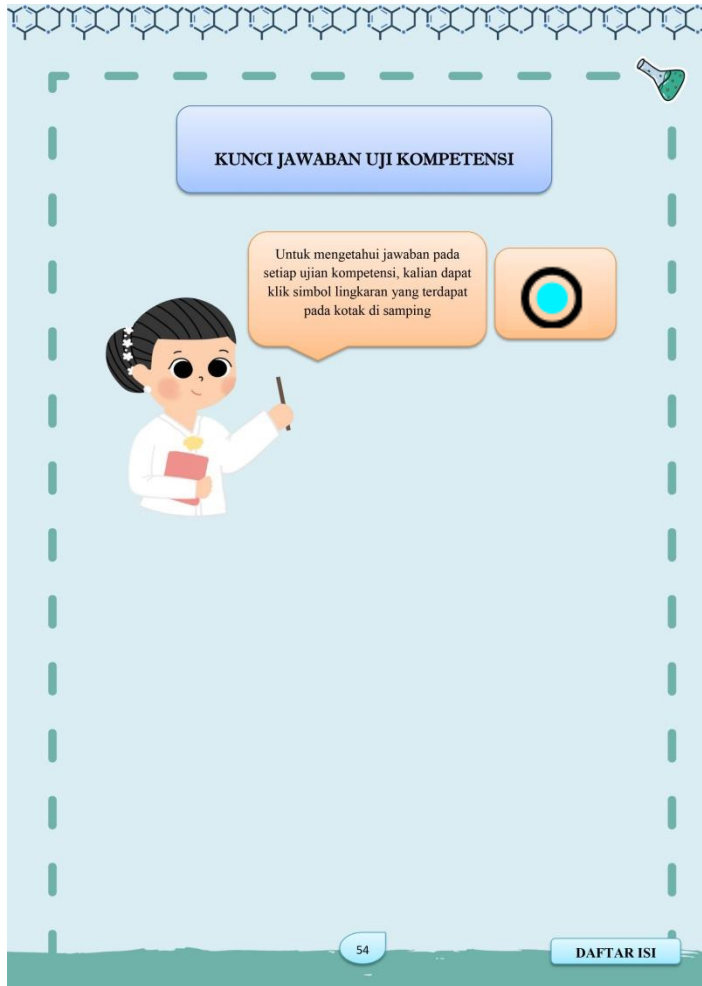 KUNCI JAWABAN UJI KOMPETENSI
Untuk mengetahui jawaban pada
setiap ujian kompetensi, kalian dapat
klik simbol lingkaran yang terdapat
pada kotak di samping
54
DAFTAR ISI